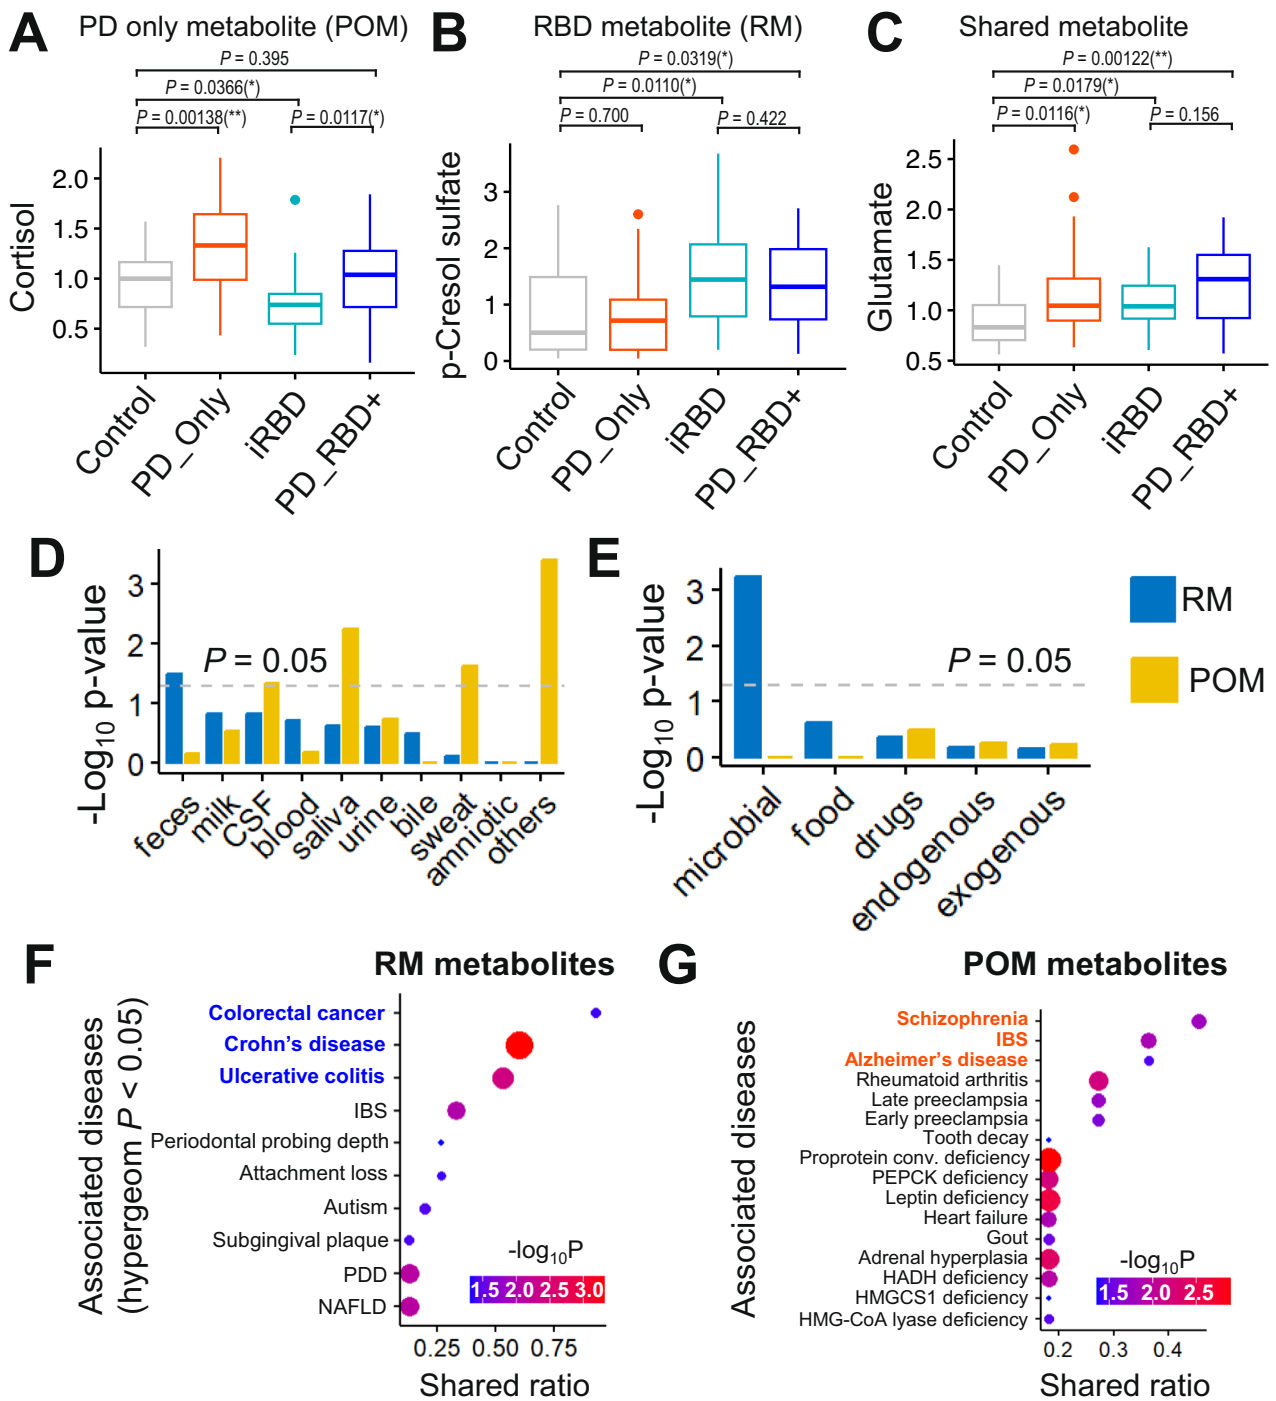 A
PD only metabolite (POM)
P = 0.395
P = 0.0366(*)
P = 0.00138(**)
P = 0.0117(*)
Cortisol
2.0
1.5
1.0
0.5
Control
PD_Only
iRBD
PD_RBD+
B
RBD metabolite (RM)
P = 0.0319(*)
P = 0.0110(*)
P = 0.700
P = 0.422
p-Cresol sulfate
3
2
1
0
Control
PD_Only
iRBD
PD_RBD+
C
Shared metabolite
P = 0.00122(**)
P = 0.0179(*)
P = 0.0116(*)
P = 0.156
Glutamate
2.5
2.0
1.5
1.0
0.5
Control
PD_Only
iRBD
PD_RBD+
D
-Log10 p-value
3
2
1
0
P = 0.05
feces
milk
CSF
blood
saliva
urine
bile
sweat
amniotic
others
E
-Log10 p-value
3
2
1
0
P = 0.05
microbial
food
drugs
endogenous
exogenous
RM
POM
F
RM metabolites
Associated diseases
(hypergeom P < 0.05)
Colorectal cancer
Crohn's disease
Ulcerative colitis
IBS
Periodontal probing depth
Attachment loss
Autism
Subgingival plaque
PDD
NAFLD
-log10P
1.5 2.0 2.5 3.0
0.25 0.50 0.75
Shared ratio
G
POM metabolites
Associated diseases
Schizophrenia
IBS
Alzheimer's disease
Rheumatoid arthritis
Late preeclampsia
Early preeclampsia
Tooth decay
Proprotein conv. deficiency
PEPCK deficiency
Leptin deficiency
Heart failure
Gout
Adrenal hyperplasia
HADH deficiency
HMGCS1 deficiency
HMG-CoA lyase deficiency
-log10P
1.5 2.0 2.5
0.2 0.3 0.4
Shared ratio